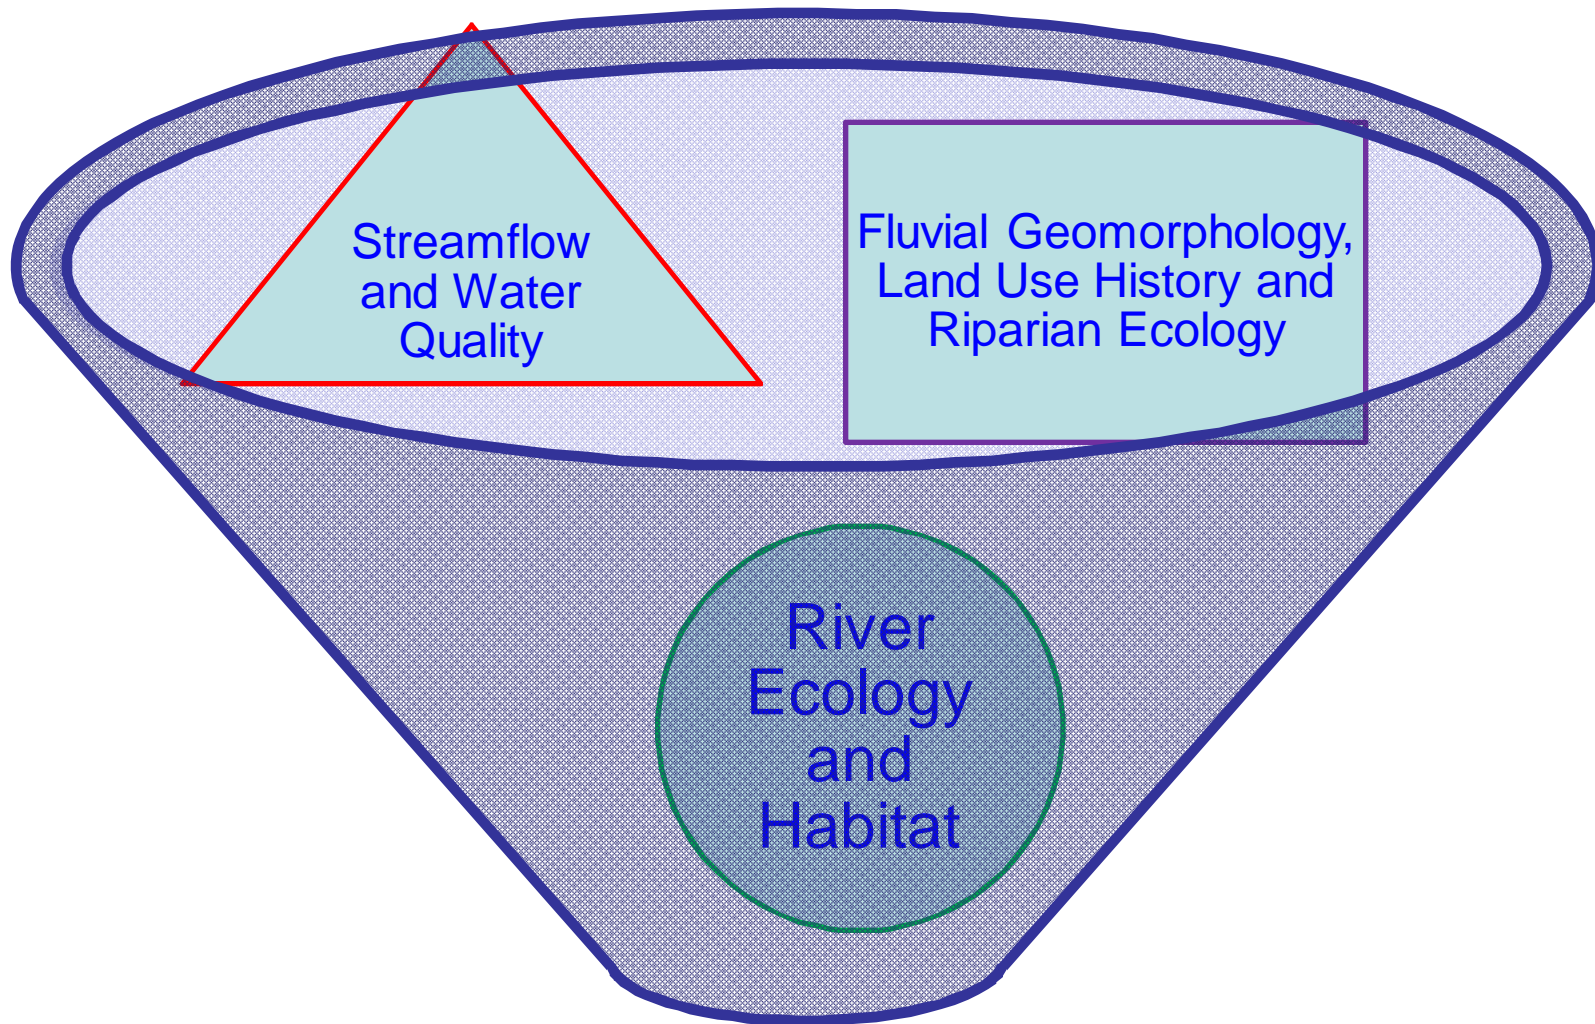 Streamflow
and Water
Quality
Fluvial Geomorphology,
Land Use History and
Riparian Ecology
River
Ecology
and
Habitat